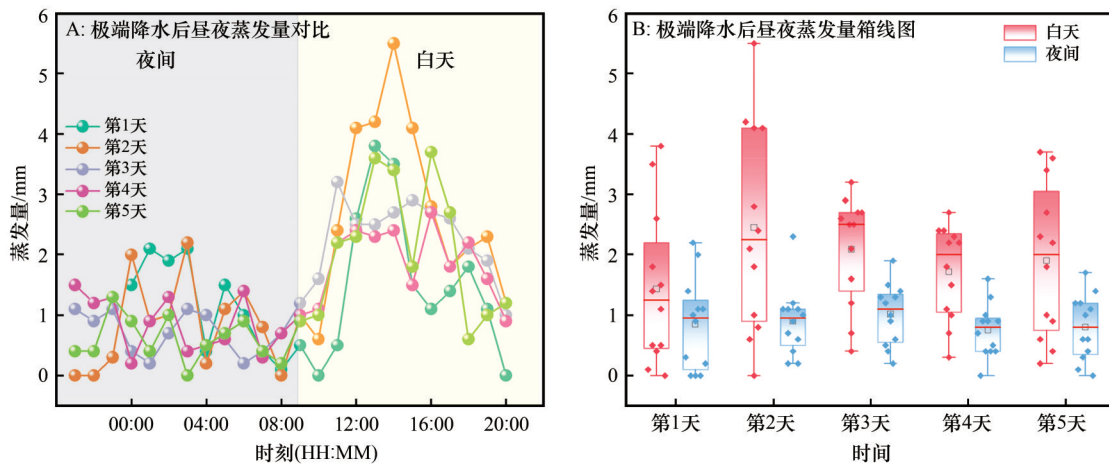 A: 极端降水后昼夜蒸发量对比
夜间
白天
第1天
第2天
第3天
第4天
第5天
蒸发量/mm
6
5
4
3
2
1
0
00:00 04:00 08:00 12:00 16:00 20:00
时刻(HH:MM)
B: 极端降水后昼夜蒸发量箱线图
白天
夜间
蒸发量/mm
6
5
4
3
2
1
0
第1天 第2天 第3天 第4天 第5天
时间